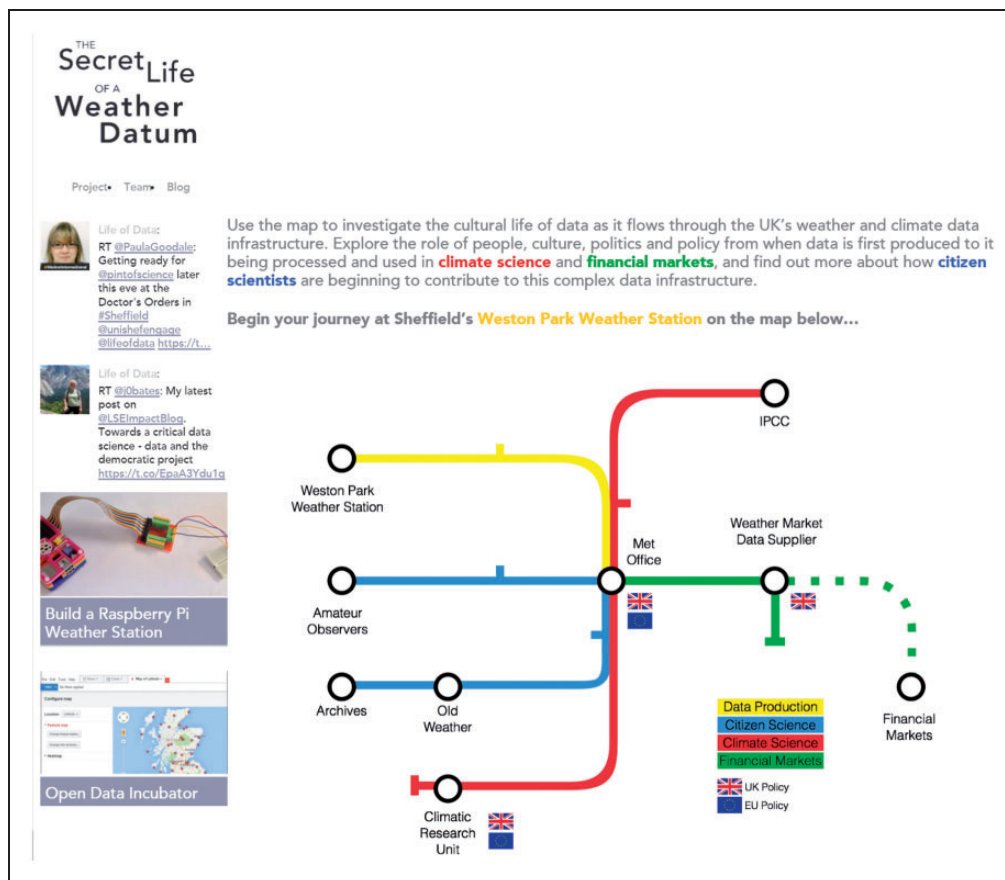 THE
Secret Life
OF A
Weather
Datum
Project• Team• Blog
Life of Data:
RT @PaulaGoodale:
Getting ready for
@pintofscience later
this eve at the
Doctor's Orders in
#Sheffield
@unishefengage
@lifeofdata https://t…
Life of Data:
RT @j0bates: My latest
post on
@LSEImpactBlog.
Towards a critical data
science - data and the
democratic project
https://t.co/EpaA3Ydu1g
Build a Raspberry Pi
Weather Station
Configure map
Open Data Incubator
Use the map to investigate the cultural life of data as it flows through the UK's weather and climate data
infrastructure. Explore the role of people, culture, politics and policy from when data is first produced to it
being processed and used in climate science and financial markets, and find out more about how citizen
scientists are beginning to contribute to this complex data infrastructure.
Begin your journey at Sheffield's Weston Park Weather Station on the map below…
IPCC
Weston Park
Weather Station
Weather Market
Data Supplier
Met
Office
Amateur
Observers
Archives
Old
Weather
Financial
Markets
Data Production
Citizen Science
Climate Science
Financial Markets
UK Policy
EU Policy
Climatic
Research
Unit